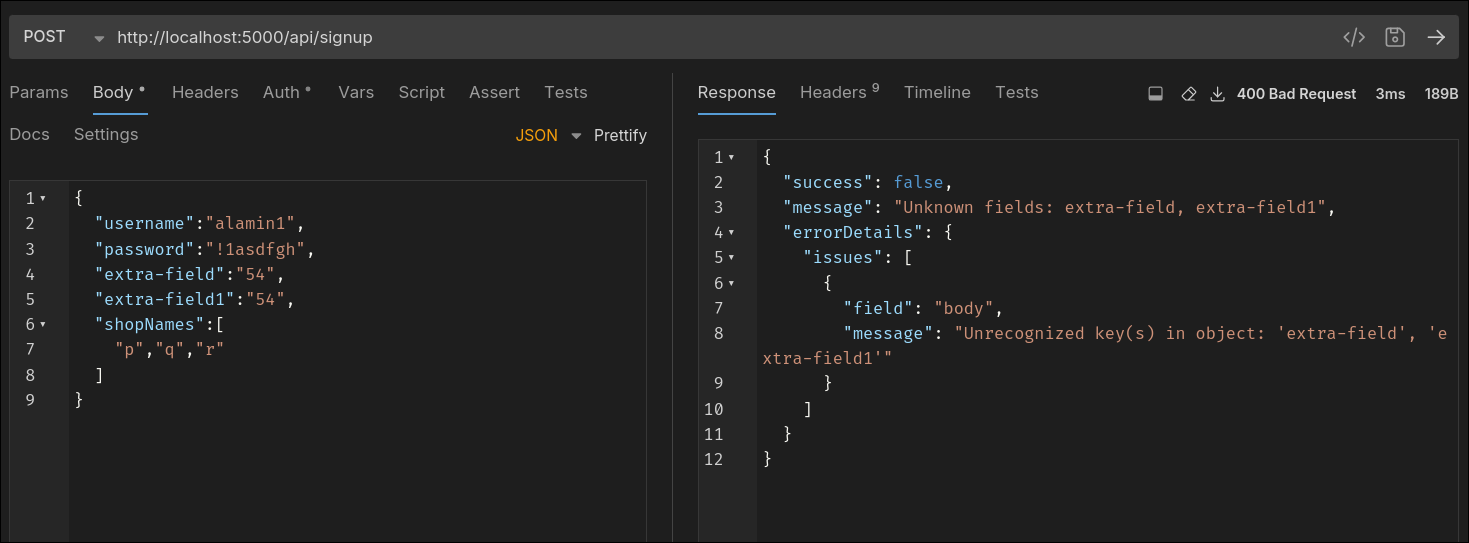 POST http://localhost:5000/api/signup
Params Body Headers Auth Vars Script Assert Tests
Docs Settings JSON Prettify
1 {
2 "username":"alamin1",
3 "password":"!1asdfgh",
4 "extra-field":"54",
5 "extra-field1":"54",
6 "shopNames":[
7 "p","q","r"
8 ]
9 }
Response Headers 9 Timeline Tests 400 Bad Request 3ms 189B
1 {
2 "success": false,
3 "message": "Unknown fields: extra-field, extra-field1",
4 "errorDetails": {
5 "issues": [
6 {
7 "field": "body",
8 "message": "Unrecognized key(s) in object: 'extra-field', 'e
xtra-field1'"
9 }
10 ]
11 }
12 }